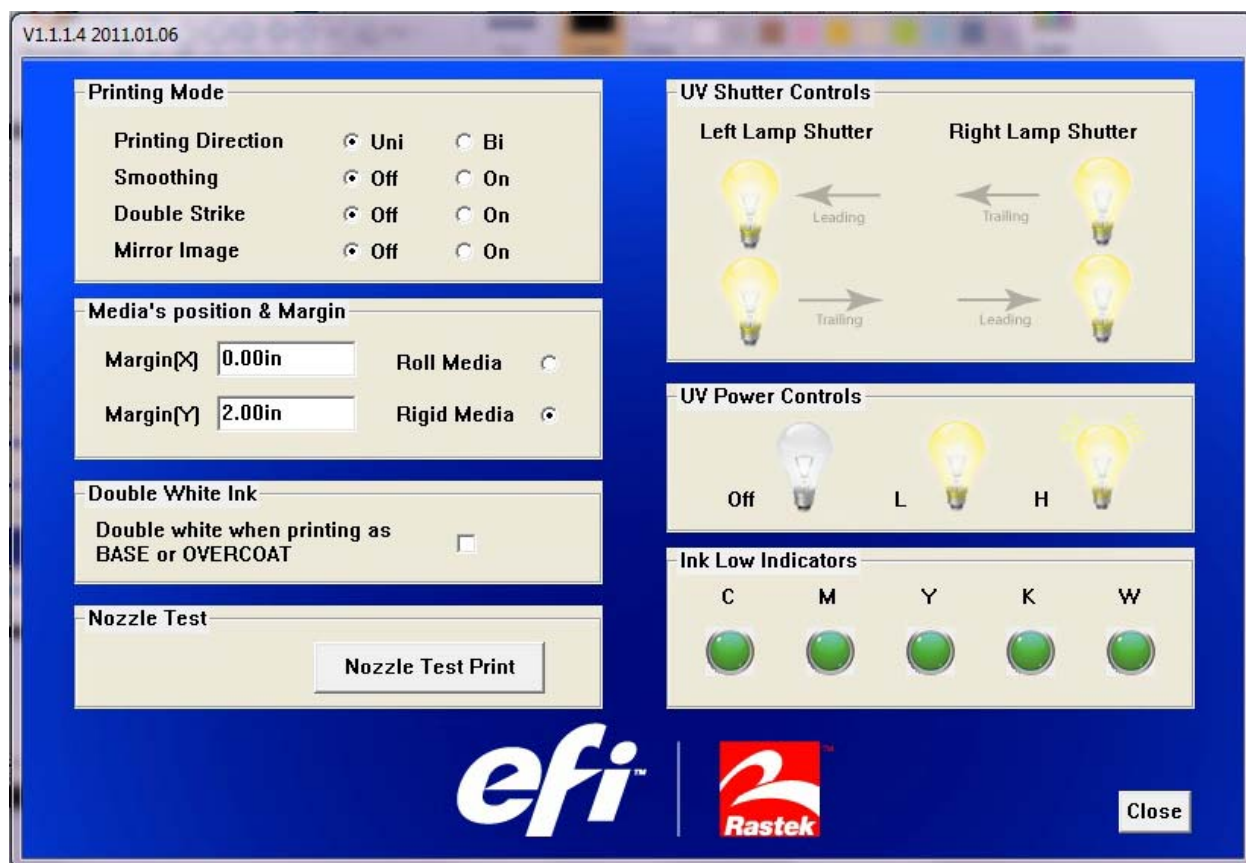 V1.1.1.4 2011.01.06
Printing Mode
Printing Direction Uni Bi
Smoothing Off On
Double Strike Off On
Mirror Image Off On
Media's position & Margin
Margin(X) 0.00in Roll Media
Margin(Y) 2.00in Rigid Media
Double White Ink
Double white when printing as
BASE or OVERCOAT
Nozzle Test
Nozzle Test Print
UV Shutter Controls
Left Lamp Shutter Right Lamp Shutter
Leading Trailing
Trailing Leading
UV Power Controls
Off L H
Ink Low Indicators
C M Y K W
efi™ Rastek™
Close